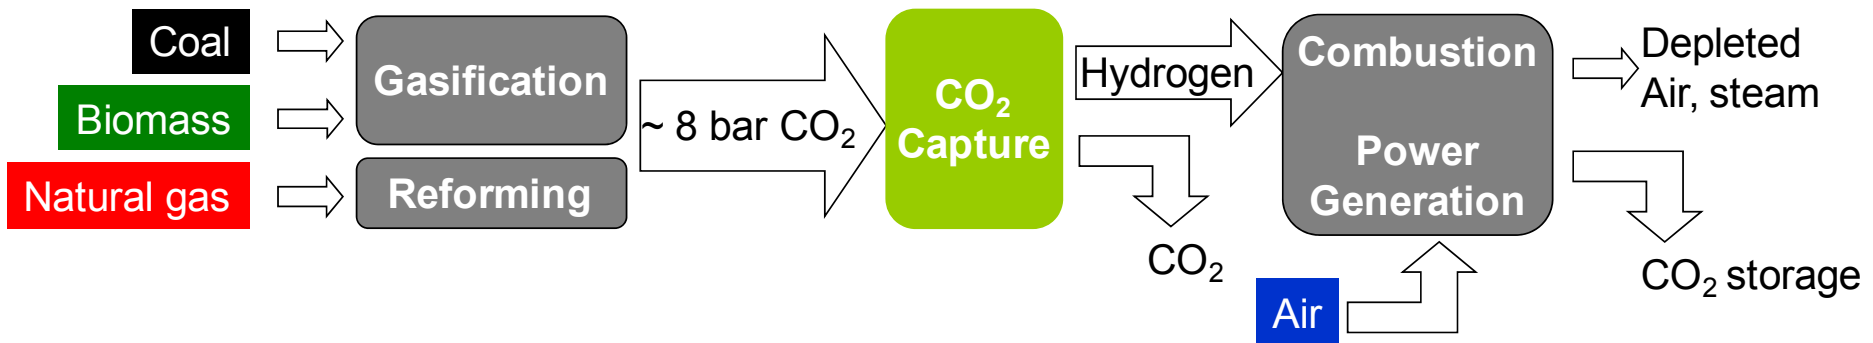 Coal
Biomass
Natural gas
Gasification
Reforming
~ 8 bar CO₂
CO₂
Capture
Hydrogen
CO₂
Combustion
Power
Generation
Air
Depleted
Air, steam
CO₂ storage